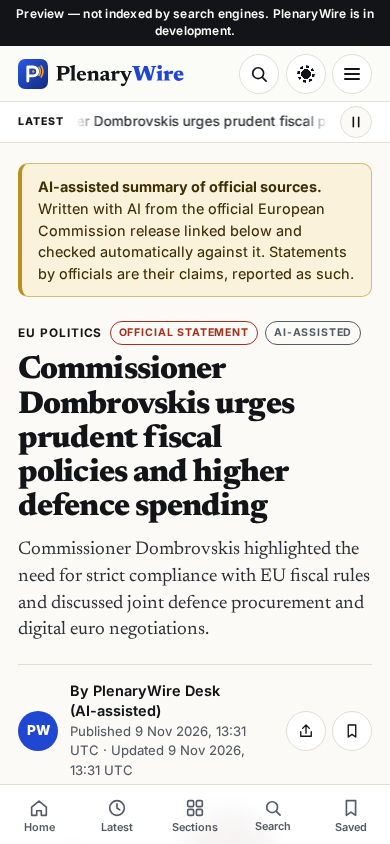 Preview — not indexed by search engines. PlenaryWire is in
development.
PlenaryWire
LATEST
er Dombrovskis urges prudent fiscal p
AI-assisted summary of official sources.
Written with AI from the official European
Commission release linked below and
checked automatically against it. Statements
by officials are their claims, reported as such.
EU POLITICS OFFICIAL STATEMENT AI-ASSISTED
Commissioner
Dombrovskis urges
prudent fiscal
policies and higher
defence spending
Commissioner Dombrovskis highlighted the
need for strict compliance with EU fiscal rules
and discussed joint defence procurement and
digital euro negotiations.
PW
By PlenaryWire Desk
(AI-assisted)
Published 9 Nov 2026, 13:31
UTC · Updated 9 Nov 2026,
13:31 UTC
Home Latest Sections Search Saved